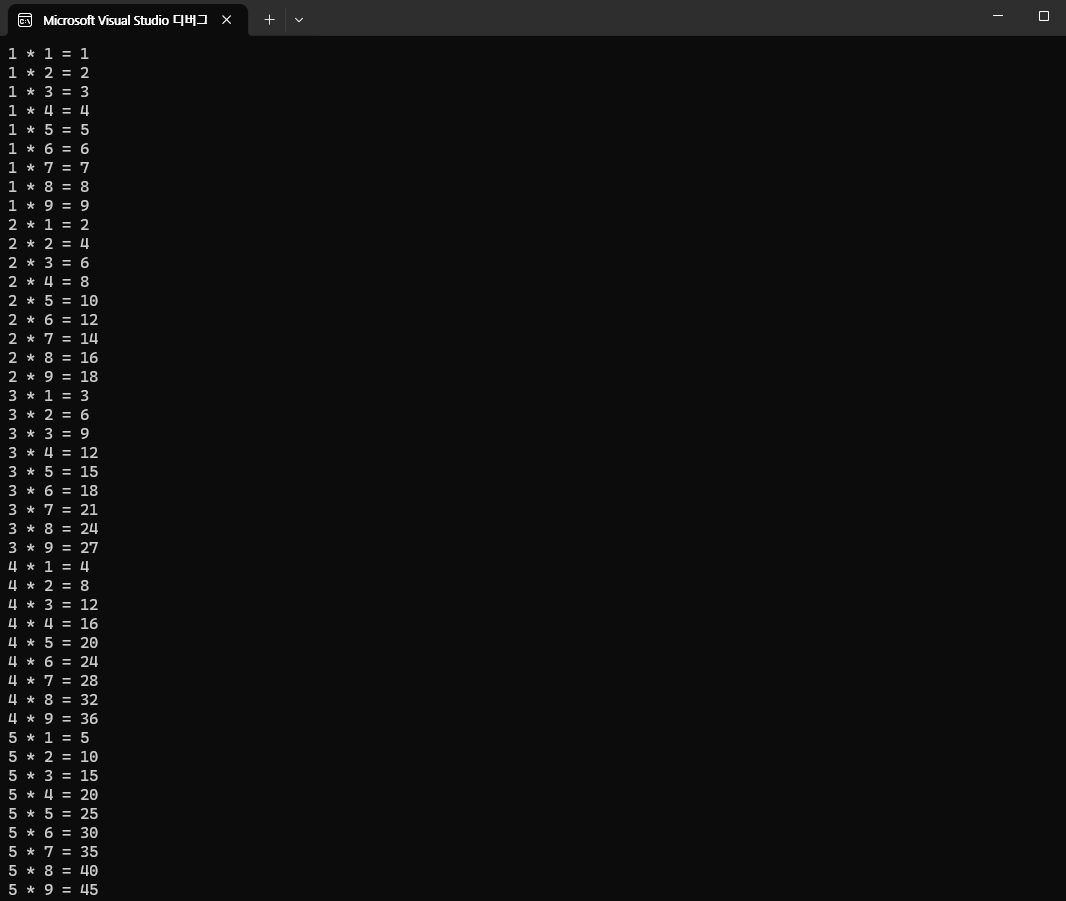 Microsoft Visual Studio 디버그
1 * 1 = 1
1 * 2 = 2
1 * 3 = 3
1 * 4 = 4
1 * 5 = 5
1 * 6 = 6
1 * 7 = 7
1 * 8 = 8
1 * 9 = 9
2 * 1 = 2
2 * 2 = 4
2 * 3 = 6
2 * 4 = 8
2 * 5 = 10
2 * 6 = 12
2 * 7 = 14
2 * 8 = 16
2 * 9 = 18
3 * 1 = 3
3 * 2 = 6
3 * 3 = 9
3 * 4 = 12
3 * 5 = 15
3 * 6 = 18
3 * 7 = 21
3 * 8 = 24
3 * 9 = 27
4 * 1 = 4
4 * 2 = 8
4 * 3 = 12
4 * 4 = 16
4 * 5 = 20
4 * 6 = 24
4 * 7 = 28
4 * 8 = 32
4 * 9 = 36
5 * 1 = 5
5 * 2 = 10
5 * 3 = 15
5 * 4 = 20
5 * 5 = 25
5 * 6 = 30
5 * 7 = 35
5 * 8 = 40
5 * 9 = 45